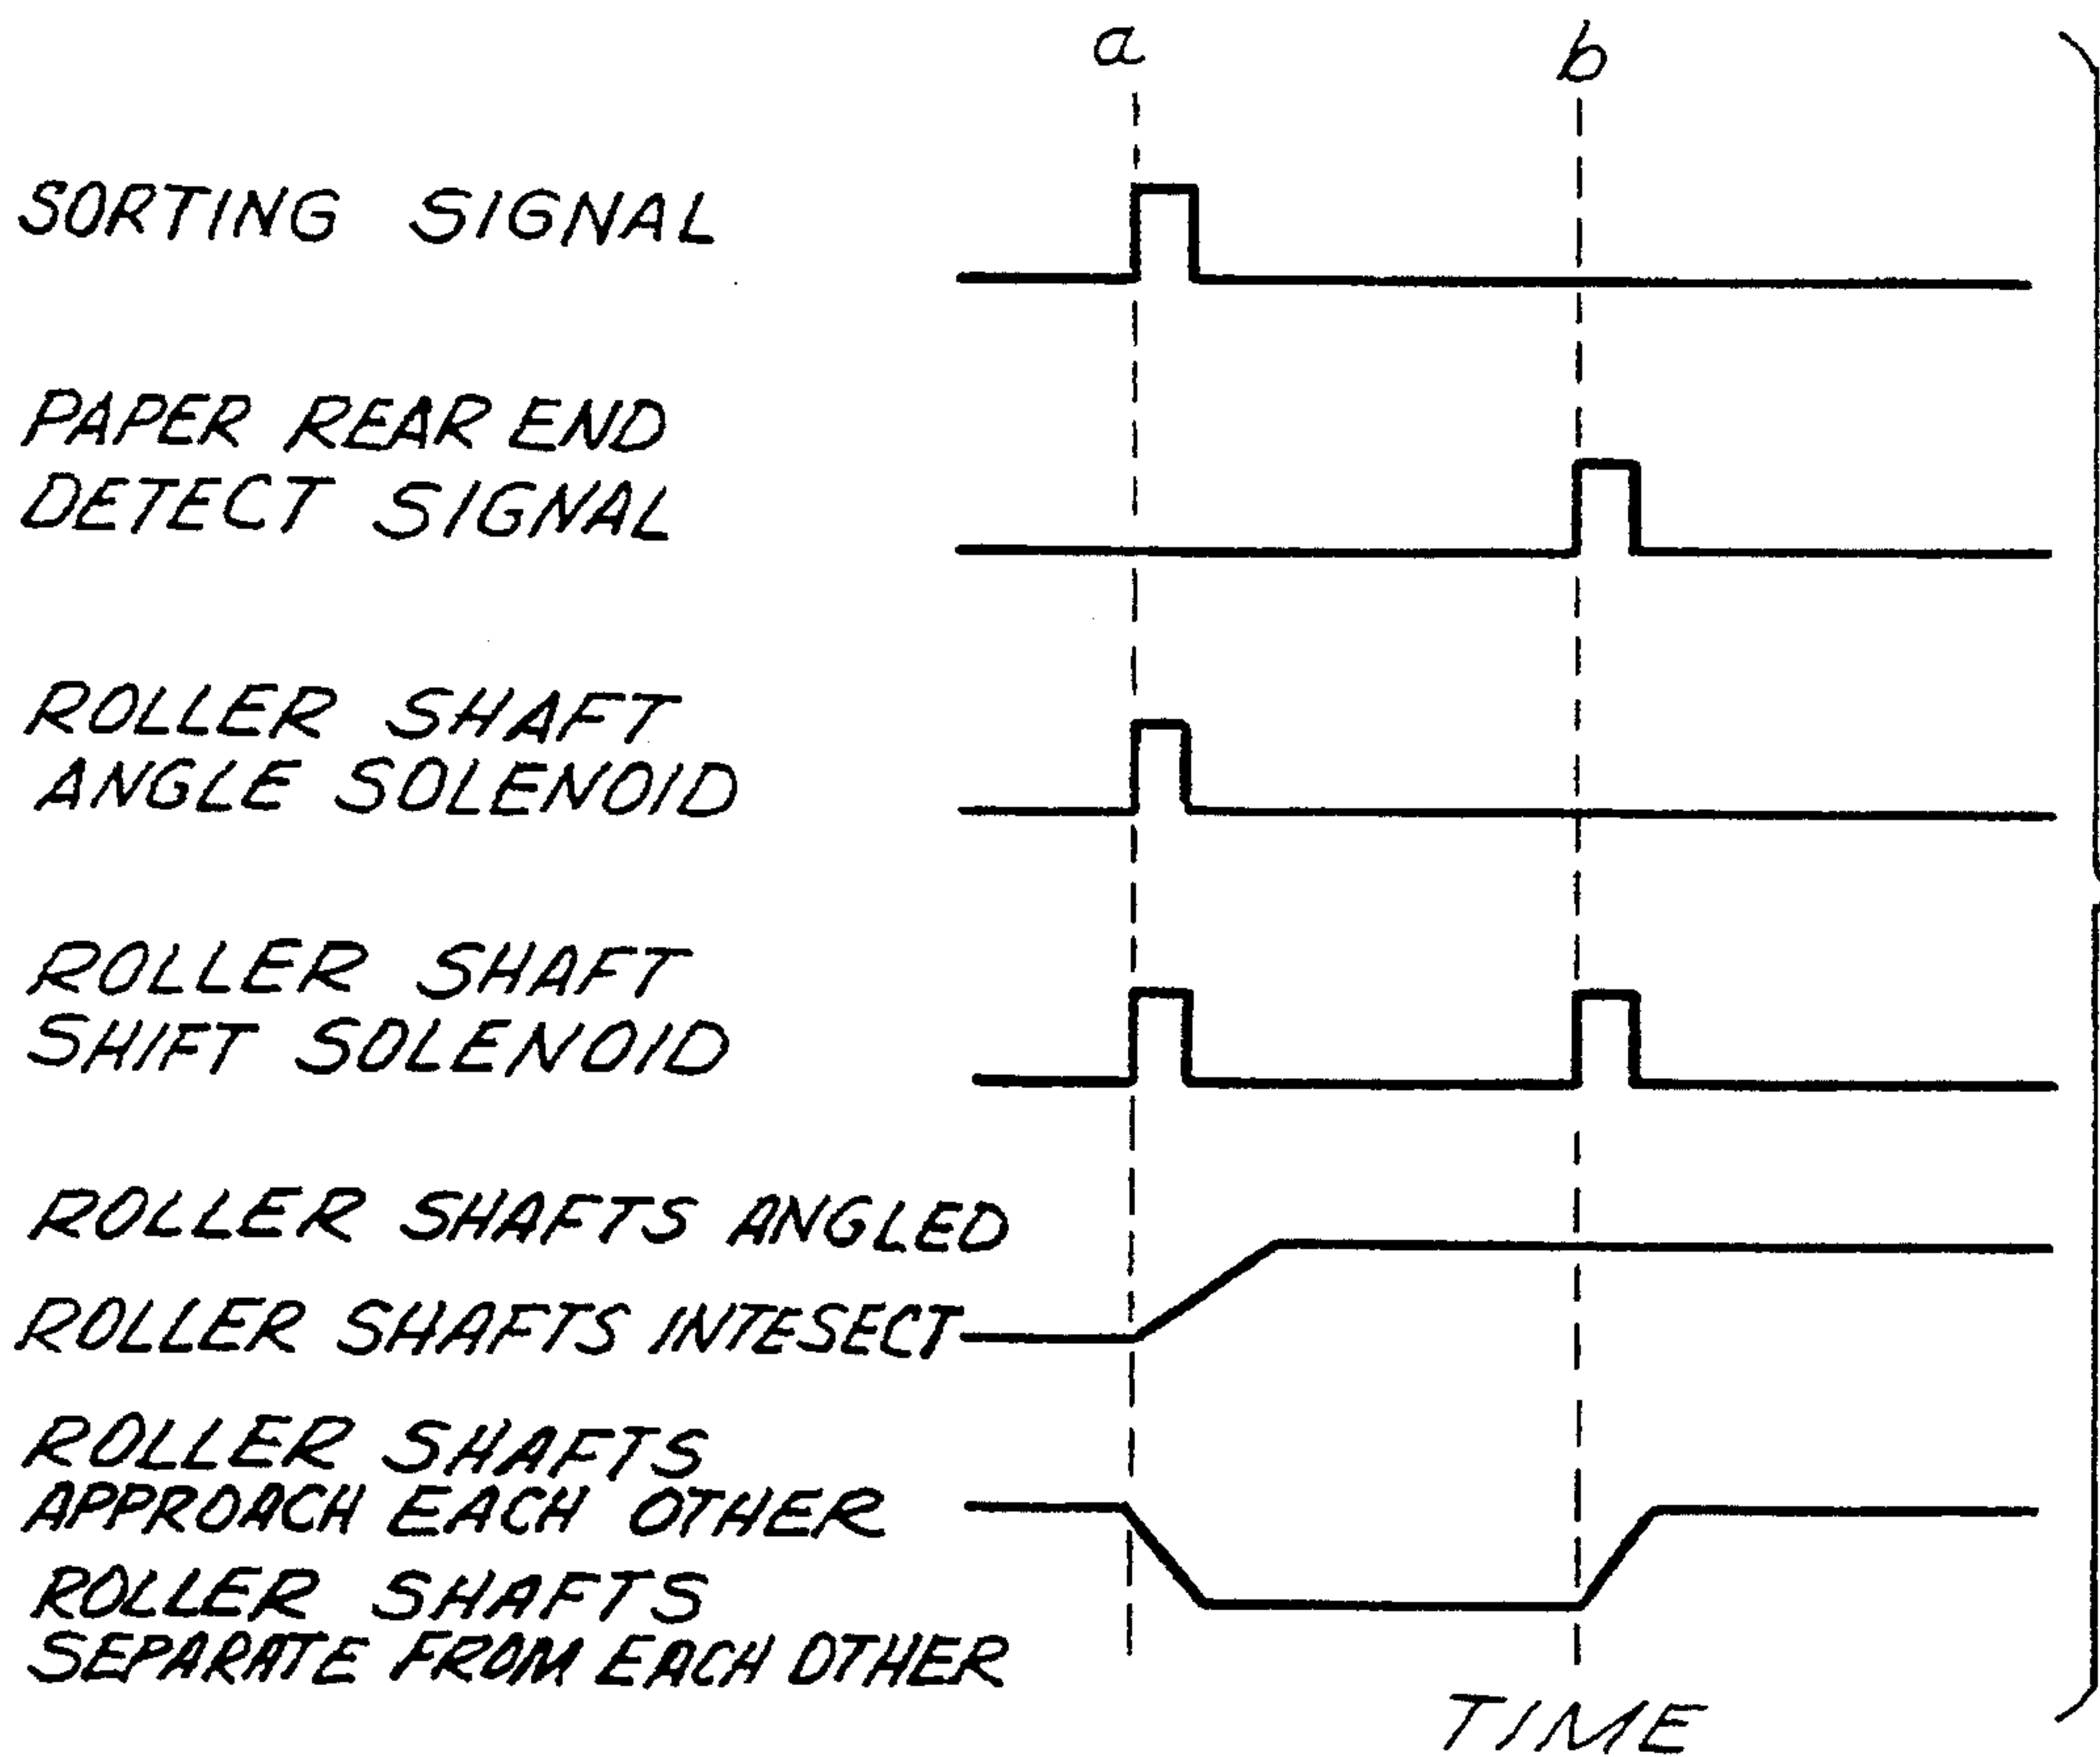 a
b
SORTING SIGNAL
PAPER REAR END
DETECT SIGNAL
ROLLER SHAFT
ANGLE SOLENOID
ROLLER SHAFT
SHIFT SOLENOID
ROLLER SHAFTS ANGLED
ROLLER SHAFTS INTESECT
ROLLER SHAFTS
APPROACH EACH OTHER
ROLLER SHAFTS
SEPARATE FROM EACH OTHER
TIME